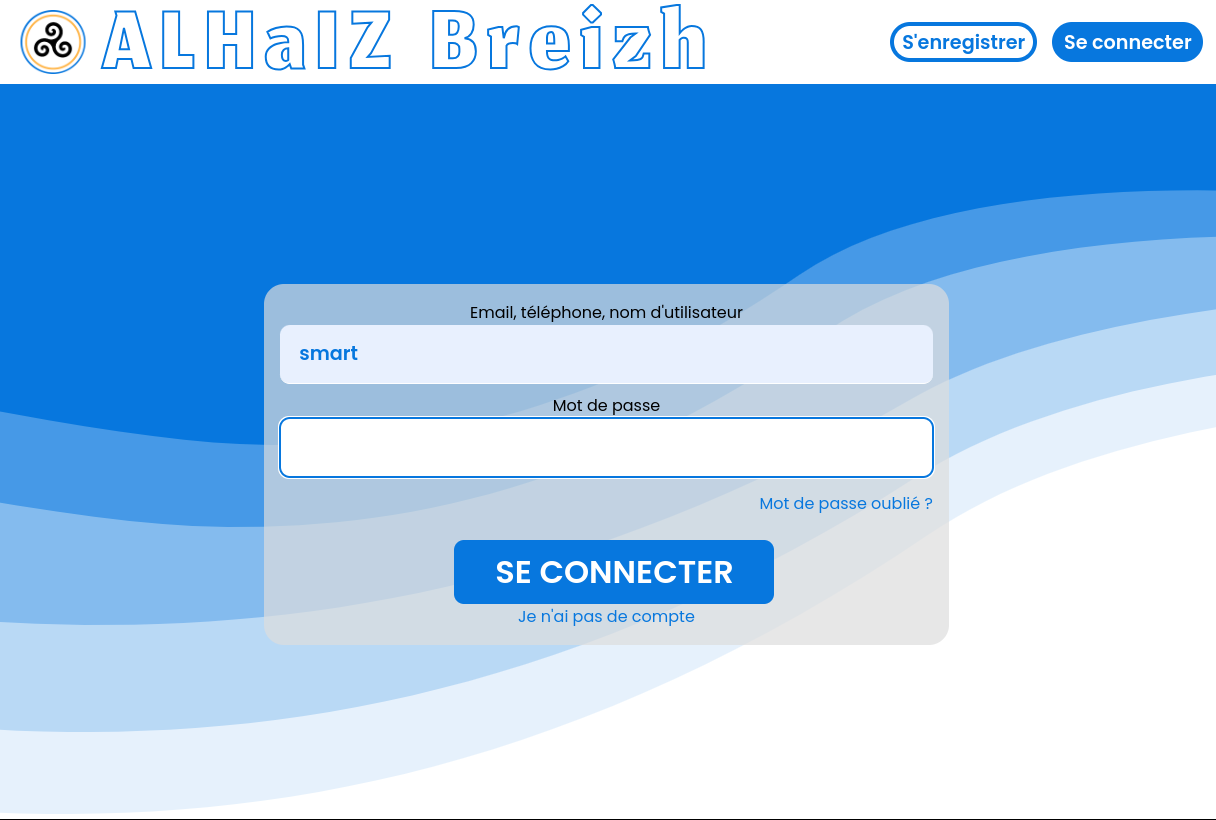 ALHaIZ Breizh
S'enregistrer
Se connecter
Email, téléphone, nom d'utilisateur
smart
Mot de passe
Mot de passe oublié ?
SE CONNECTER
Je n'ai pas de compte